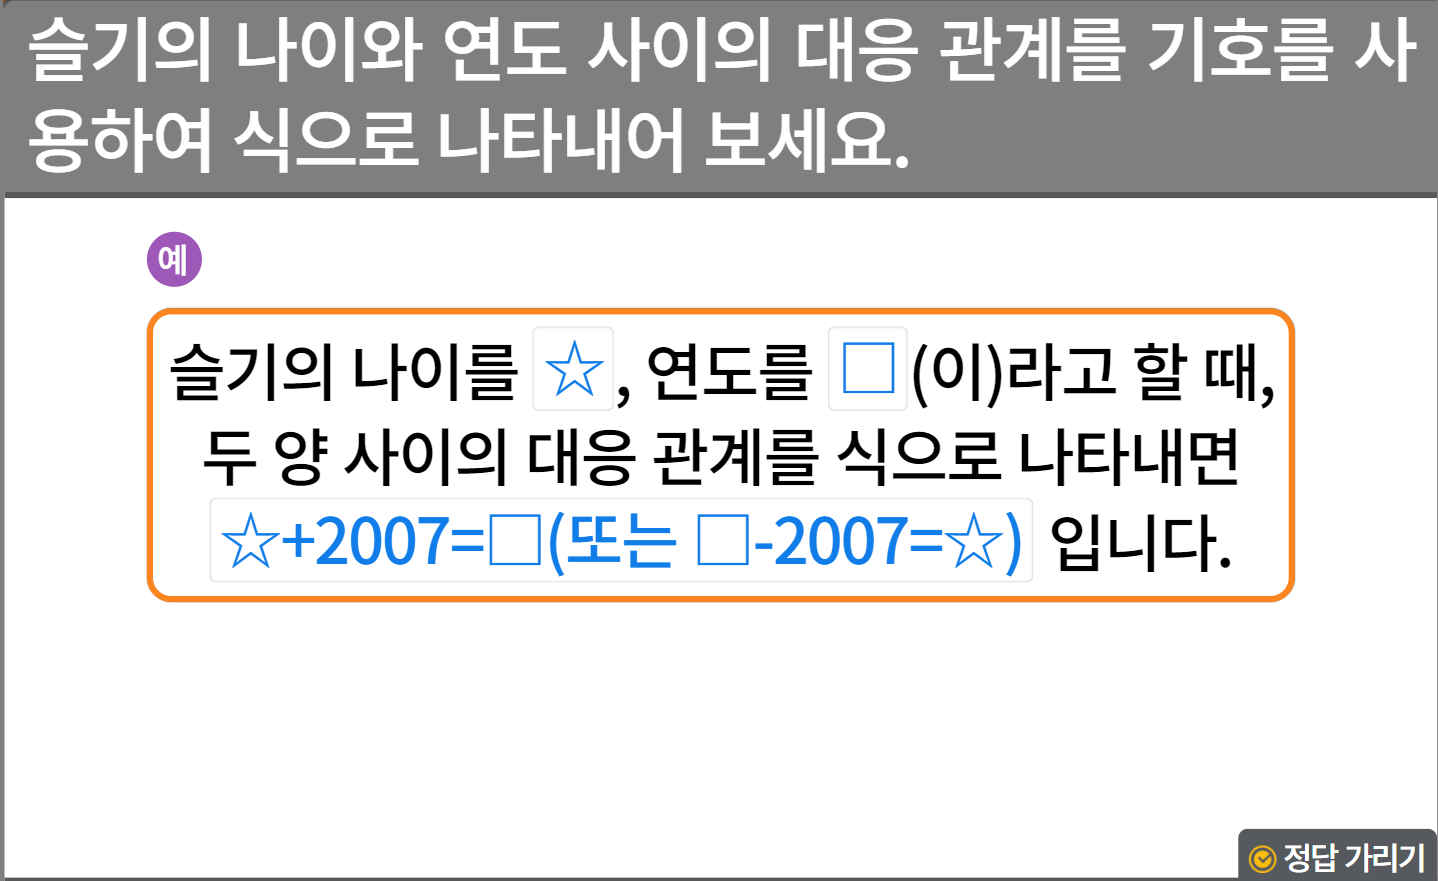 슬기의 나이와 연도 사이의 대응 관계를 기호를 사
용하여 식으로 나타내어 보세요.
예
슬기의 나이를 ☆, 연도를 □(이)라고 할 때,
두 양 사이의 대응 관계를 식으로 나타내면
☆+2007=□(또는 □-2007=☆) 입니다.
정답 가리기